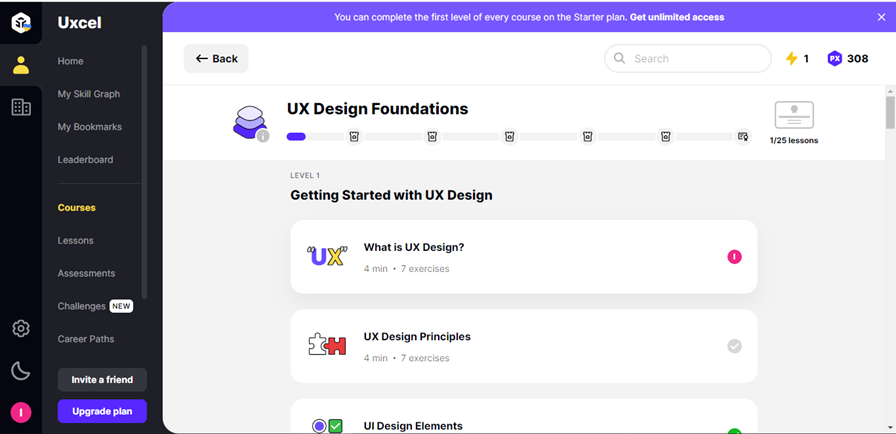 You can complete the first level of every course on the Starter plan. Get unlimited access
Uxcel
Home
My Skill Graph
My Bookmarks
Leaderboard
Courses
Lessons
Assessments
Challenges NEW
Career Paths
Invite a friend
Upgrade plan
I
Back
Search
1
PX 308
UX Design Foundations
1/25 lessons
LEVEL 1
Getting Started with UX Design
"UX"
What is UX Design?
4 min • 7 exercises
I
UX Design Principles
4 min • 7 exercises
UI Design Elements